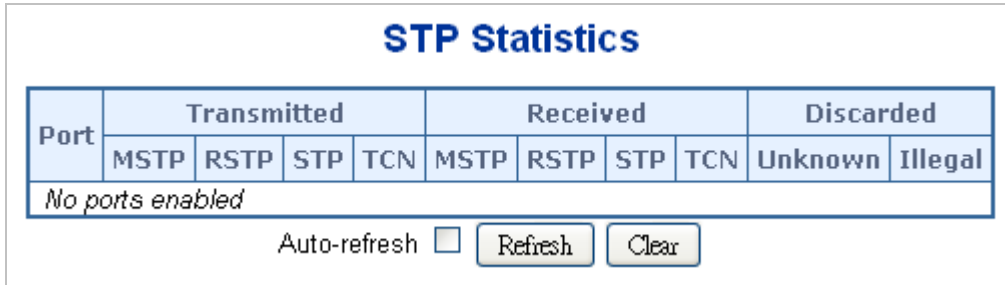 STP Statistics
Port Transmitted Received Discarded
MSTP RSTP STP TCN MSTP RSTP STP TCN Unknown Illegal
No ports enabled
Auto-refresh Refresh Clear